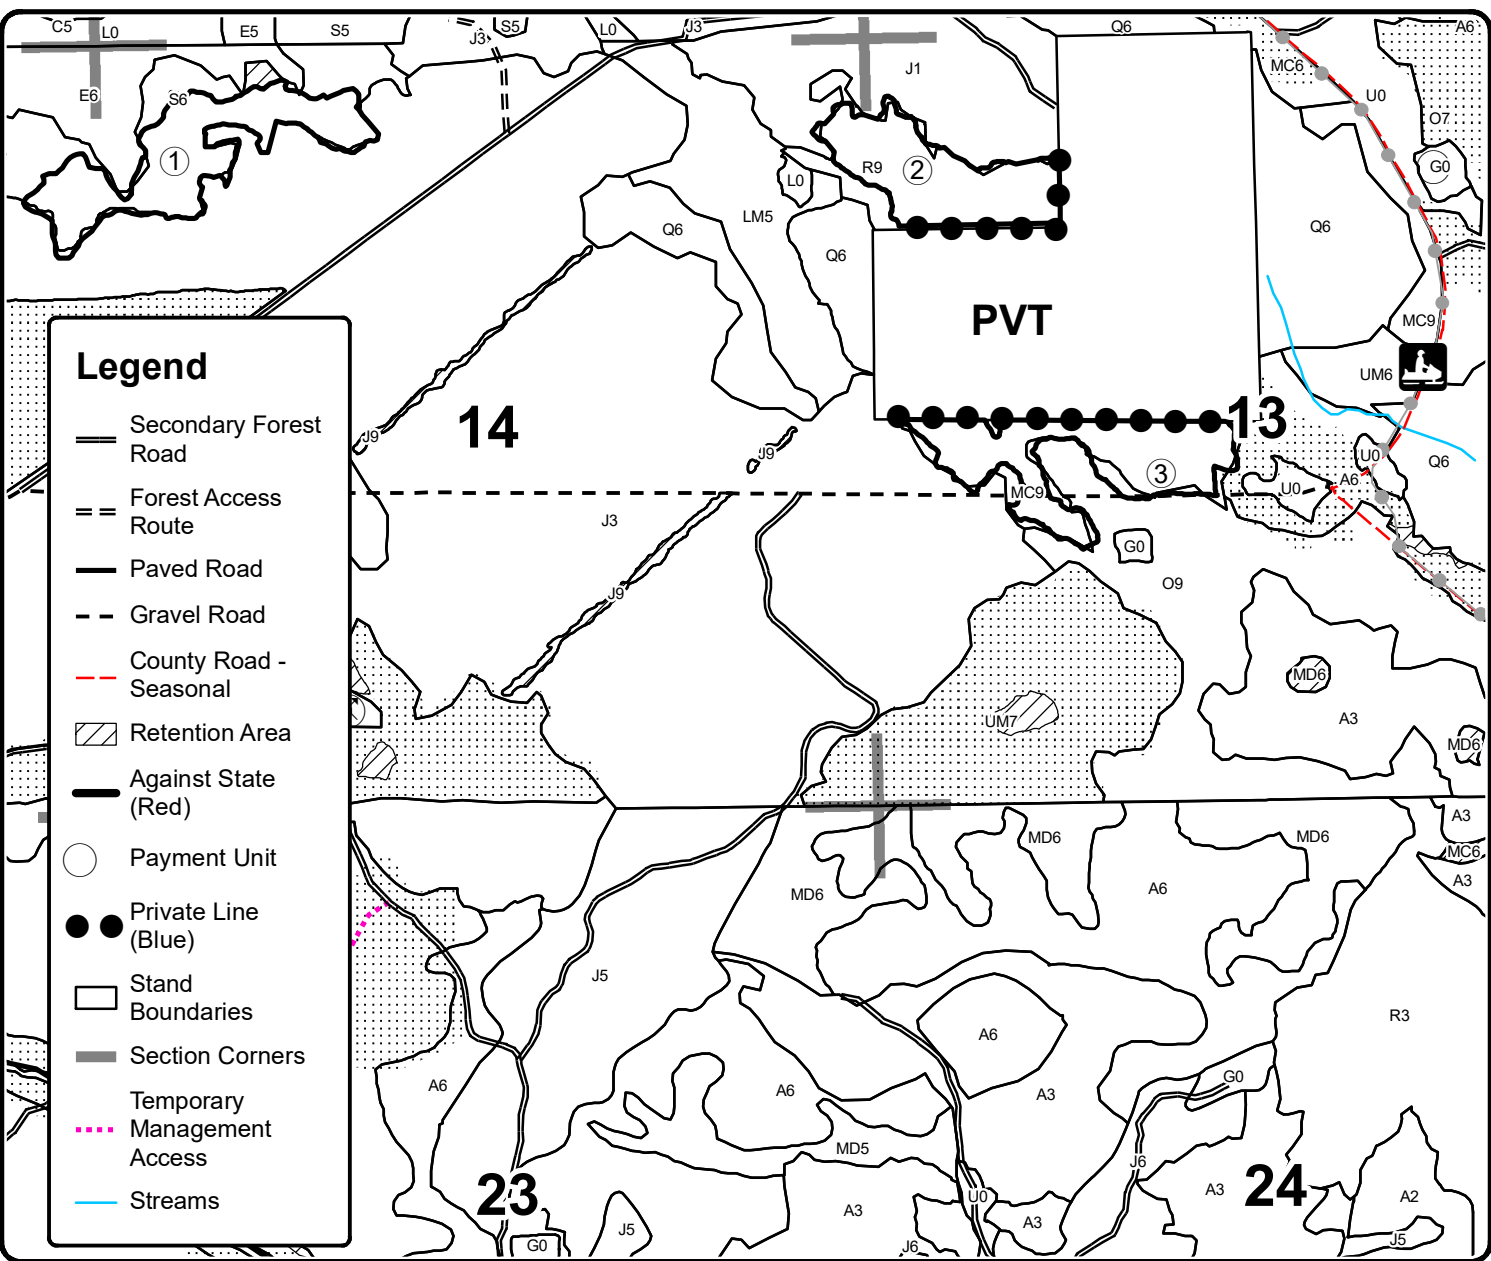 C5
L0
E5
S5
J3
S5
L0
J3
Q6
A6
E6
S6
J1
MC6
U0
O7
1
R9
2
G0
L0
LM5
Q6
Q6
Q6
PVT
MC9
UM6
Legend
Secondary Forest
Road
Forest Access
Route
Paved Road
Gravel Road
County Road -
Seasonal
Retention Area
Against State
(Red)
Payment Unit
Private Line
(Blue)
Stand
Boundaries
Section Corners
Temporary
Management
Access
Streams
J9
14
J9
13
3
U0
Q6
MC9
U0
A6
J3
G0
J9
O9
MD6
UM7
A3
MD6
MD6
MD6
A3
MC6
MD6
A6
A3
J5
R3
A6
A6
A6
A3
G0
MD5
J6
23
U0
A3
24
A3
A3
A2
J5
G0
J6
J5